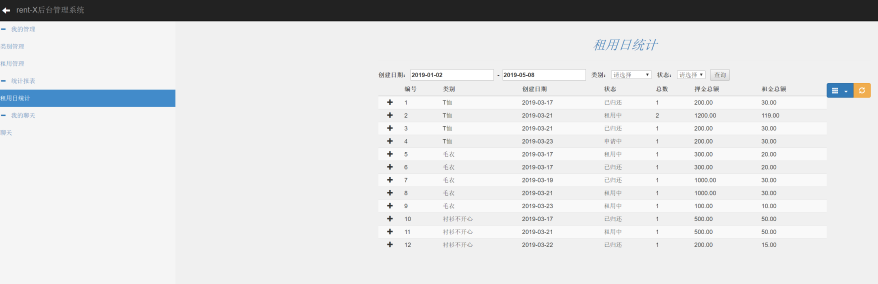 rent-X后台管理系统
我的管理
类别管理
租用管理
统计报表
租用日统计
我的聊天
聊天
租用日统计
创建日期: 2019-01-02 - 2019-05-08 类别: 请选择 状态: 请选择 查询
编号 类别 创建日期 状态 总数 押金总额 租金总额
1 T恤 2019-03-17 已归还 1 200.00 30.00
2 T恤 2019-03-21 租用中 2 1200.00 119.00
3 T恤 2019-03-21 已归还 1 200.00 30.00
4 T恤 2019-03-23 申请中 1 200.00 30.00
5 毛衣 2019-03-17 租用中 1 300.00 20.00
6 毛衣 2019-03-17 已归还 1 300.00 20.00
7 毛衣 2019-03-19 已归还 1 1000.00 30.00
8 毛衣 2019-03-21 租用中 1 1000.00 30.00
9 毛衣 2019-03-23 租用中 1 100.00 10.00
10 衬衫不开心 2019-03-17 已归还 1 500.00 50.00
11 衬衫不开心 2019-03-21 租用中 1 500.00 50.00
12 衬衫不开心 2019-03-22 已归还 1 200.00 15.00